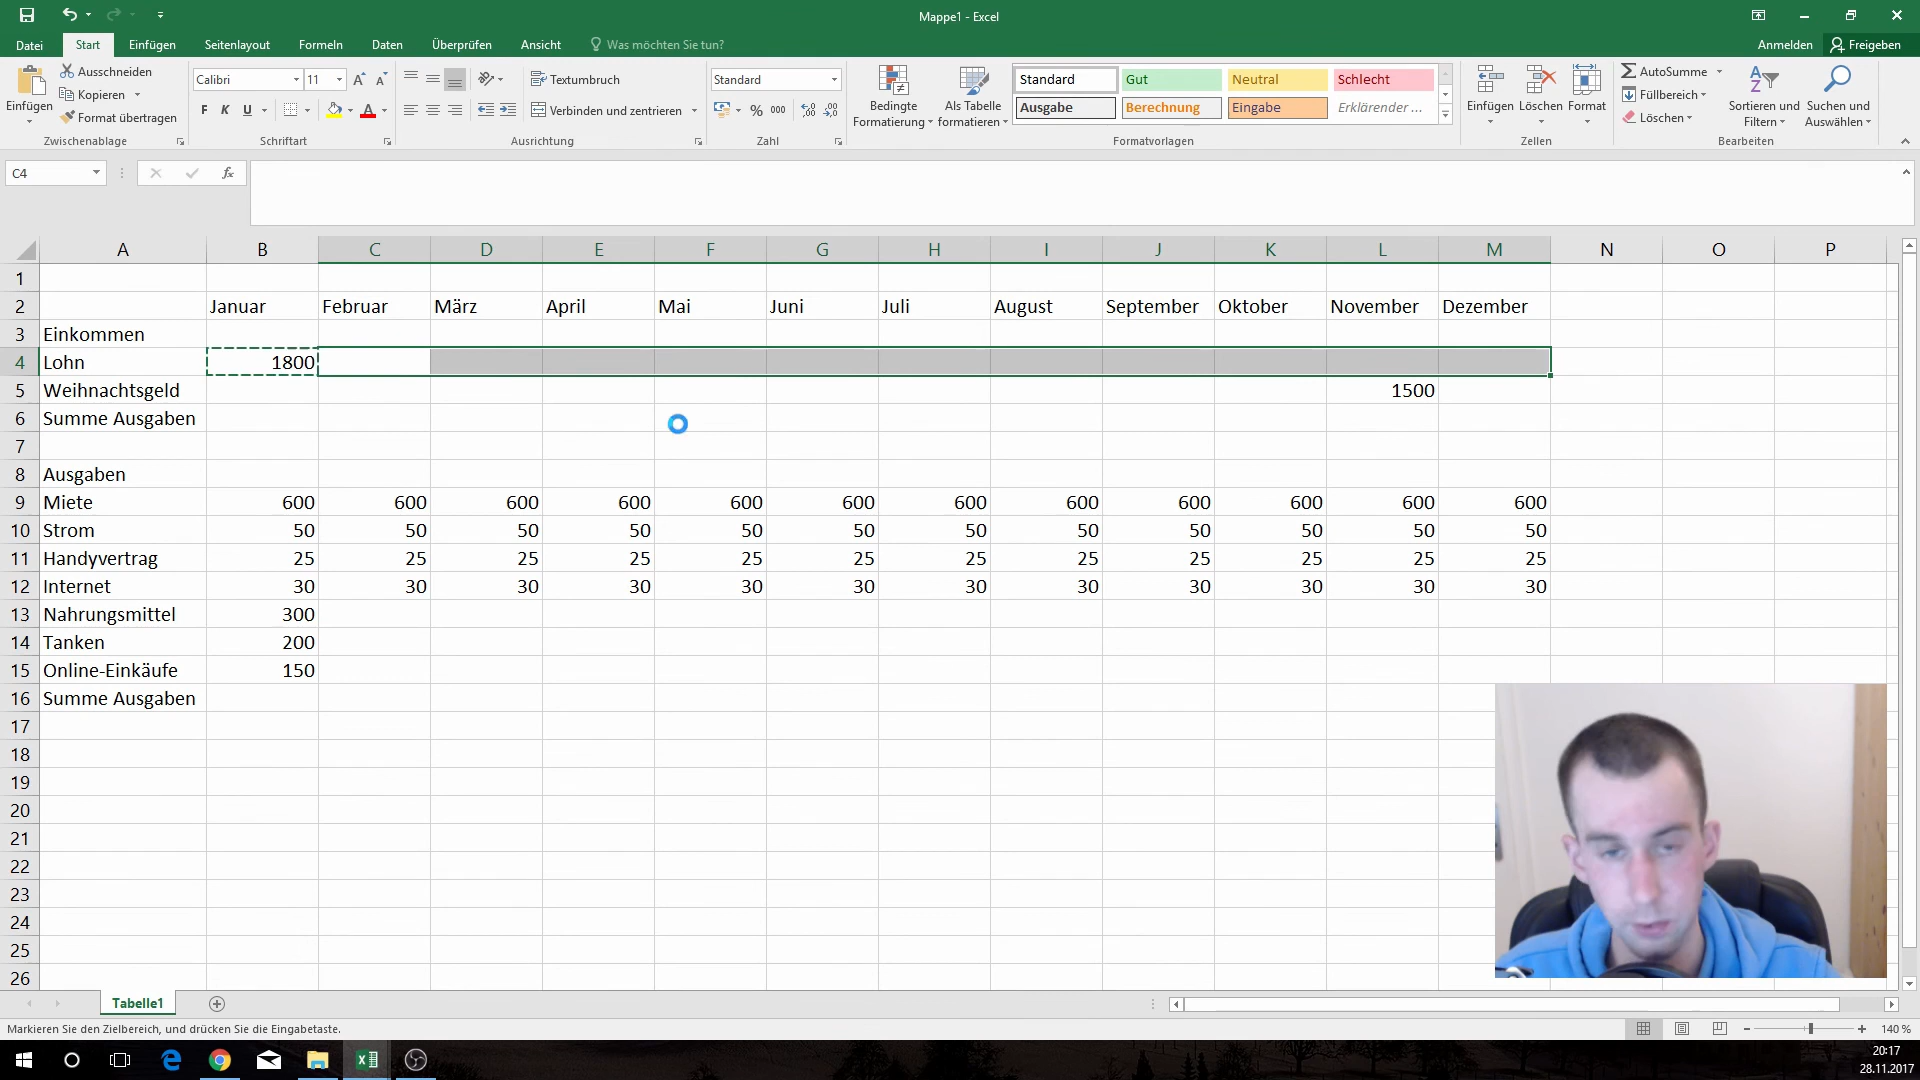 Mappe1 - Excel
Datei Start Einfügen Seitenlayout Formeln Daten Überprüfen Ansicht Was möchten Sie tun? Anmelden Freigeben
Ausschneiden
Kopieren
Format übertragen
Einfügen
Zwischenablage
Calibri 11
F K U
Schriftart
Textumbruch
Verbinden und zentrieren
Ausrichtung
Standard
% 000
Zahl
Bedingte
Formatierung
Als Tabelle
formatieren
Standard Gut Neutral Schlecht
Ausgabe Berechnung Eingabe Erklärender ...
Formatvorlagen
Einfügen Löschen Format
Zellen
AutoSumme
Füllbereich
Löschen
Sortieren und
Filtern
Suchen und
Auswählen
Bearbeiten
C4 fx
A B C D E F G H I J K L M N O P
1
2 Januar Februar März April Mai Juni Juli August September Oktober November Dezember
3 Einkommen
4 Lohn 1800
5 Weihnachtsgeld 1500
6 Summe Ausgaben
7
8 Ausgaben
9 Miete 600 600 600 600 600 600 600 600 600 600 600 600
10 Strom 50 50 50 50 50 50 50 50 50 50 50 50
11 Handyvertrag 25 25 25 25 25 25 25 25 25 25 25 25
12 Internet 30 30 30 30 30 30 30 30 30 30 30 30
13 Nahrungsmittel 300
14 Tanken 200
15 Online-Einkäufe 150
16 Summe Ausgaben
17
18
19
20
21
22
23
24
25
26
Tabelle1
Markieren Sie den Zielbereich, und drücken Sie die Eingabetaste. 140 %
20:17
28.11.2017